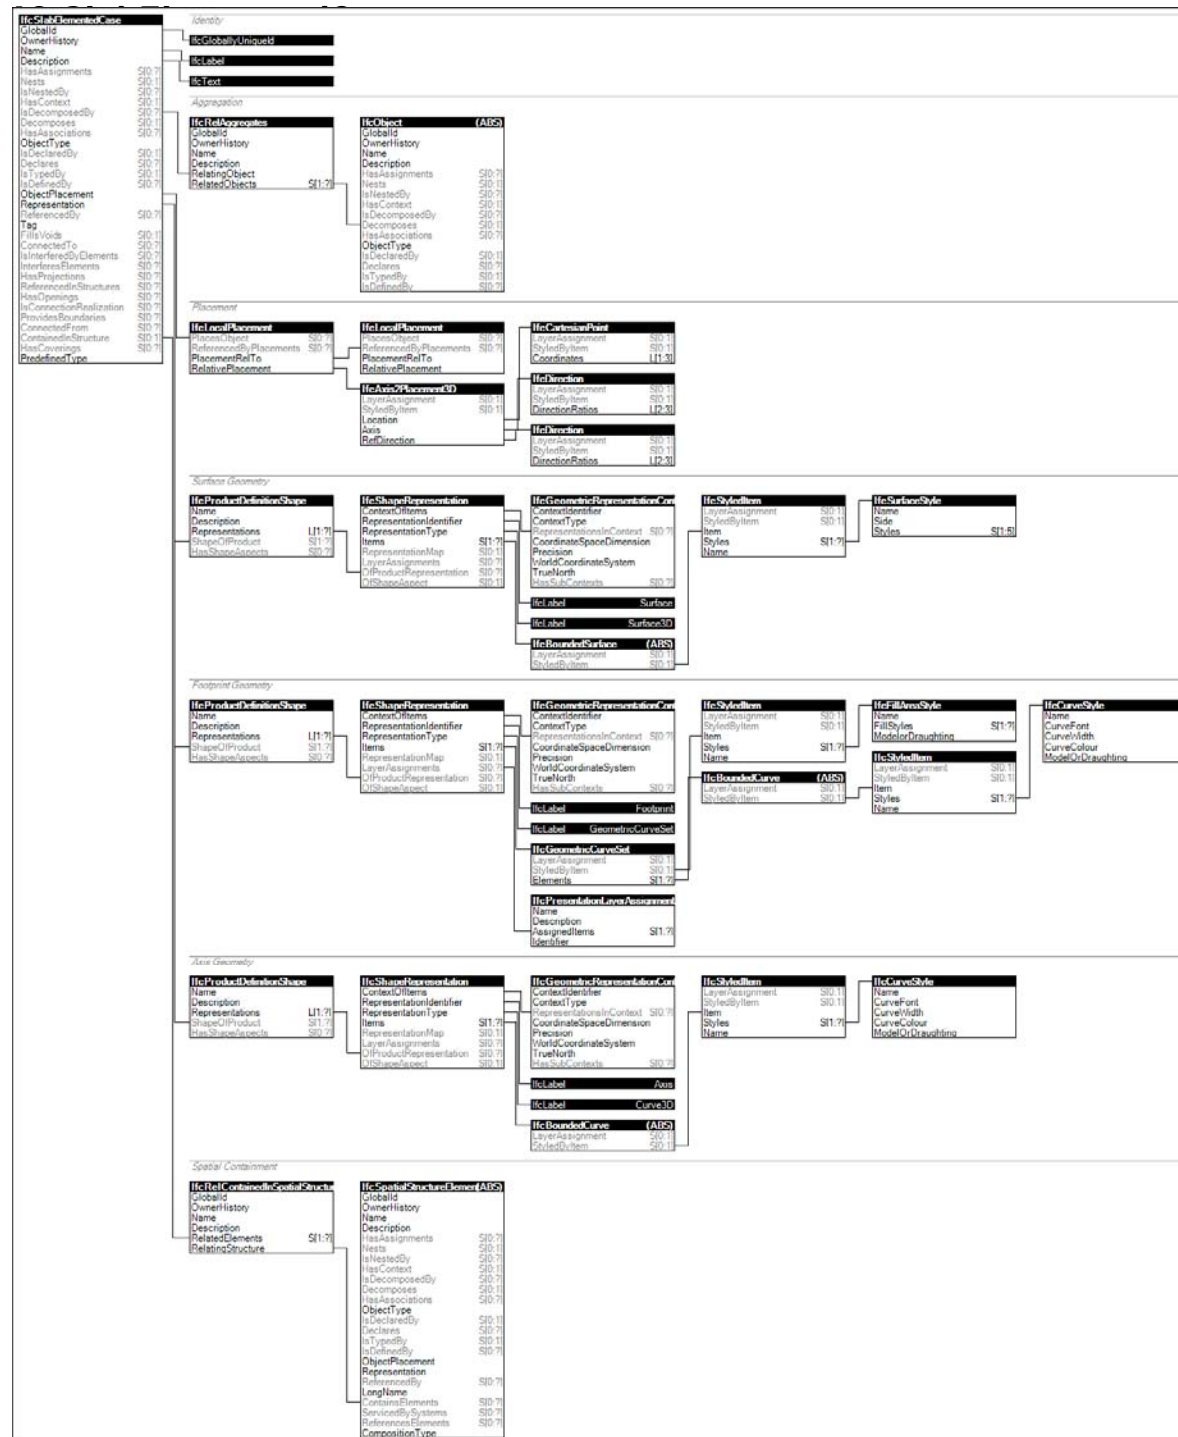 IfcSlabElementedCase
GlobalId
OwnerHistory
Name
Description
HasAssignments S[0:?]
Nests S[0:1]
IsNestedBy S[0:?]
HasContext S[0:1]
IsDecomposedBy S[0:?]
Decomposes S[0:1]
HasAssociations S[0:?]
ObjectType
IsDeclaredBy S[0:1]
Declares S[0:?]
IsTypedBy S[0:1]
IsDefinedBy S[0:?]
ObjectPlacement
Representation
ReferencedBy S[0:?]
Tag
FillsVoids S[0:1]
ConnectedTo S[0:?]
IsInterferedByElements S[0:?]
InterferesElements S[0:?]
HasProjections S[0:?]
ReferencedInStructures S[0:?]
HasOpenings S[0:?]
IsConnectionRealization S[0:?]
ProvidesBoundaries S[0:?]
ConnectedFrom S[0:?]
ContainedInStructure S[0:1]
HasCoverings S[0:?]
PredefinedType
Identity
IfcGloballyUniqueId
IfcLabel
IfcText
Aggregation
IfcRelAggregates
GlobalId
OwnerHistory
Name
Description
RelatingObject
RelatedObjects S[1:?]
IfcObject (ABS)
GlobalId
OwnerHistory
Name
Description
HasAssignments S[0:?]
Nests S[0:1]
IsNestedBy S[0:?]
HasContext S[0:1]
IsDecomposedBy S[0:?]
Decomposes S[0:1]
HasAssociations S[0:?]
ObjectType
IsDeclaredBy S[0:1]
Declares S[0:?]
IsTypedBy S[0:1]
IsDefinedBy S[0:?]
Placement
IfcLocalPlacement
PlacesObject S[0:?]
ReferencedByPlacements S[0:?]
PlacementRelTo
RelativePlacement
IfcLocalPlacement
PlacesObject S[0:?]
ReferencedByPlacements S[0:?]
PlacementRelTo
RelativePlacement
IfcAxis2Placement3D
LayerAssignment S[0:1]
StyledByItem S[0:1]
Location
Axis
RefDirection
IfcCartesianPoint
LayerAssignment S[0:1]
StyledByItem S[0:1]
Coordinates L[1:3]
IfcDirection
LayerAssignment S[0:1]
StyledByItem S[0:1]
DirectionRatios L[2:3]
IfcDirection
LayerAssignment S[0:1]
StyledByItem S[0:1]
DirectionRatios L[2:3]
Surface Geometry
IfcProductDefinitionShape
Name
Description
Representations L[1:?]
ShapeOfProduct S[1:?]
HasShapeAspects S[0:?]
IfcShapeRepresentation
ContextOfItems
RepresentationIdentifier
RepresentationType
Items S[1:?]
RepresentationMap S[0:1]
LayerAssignments S[0:?]
OfProductRepresentation S[0:1]
OfShapeAspect S[0:1]
IfcGeometricRepresentationCon
ContextIdentifier
ContextType
RepresentationsInContext S[0:?]
CoordinateSpaceDimension
Precision
WorldCoordinateSystem
TrueNorth
HasSubContexts S[0:?]
IfcLabel Surface
IfcLabel Surface3D
IfcBoundedSurface (ABS)
LayerAssignment S[0:1]
StyledByItem S[0:1]
IfcStyledItem
LayerAssignment S[0:1]
StyledByItem S[0:1]
Item
Styles S[1:?]
Name
IfcSurfaceStyle
Name
Side
Styles S[1:5]
Footprint Geometry
IfcProductDefinitionShape
Name
Description
Representations L[1:?]
ShapeOfProduct S[1:?]
HasShapeAspects S[0:?]
IfcShapeRepresentation
ContextOfItems
RepresentationIdentifier
RepresentationType
Items S[1:?]
RepresentationMap S[0:1]
LayerAssignments S[0:?]
OfProductRepresentation S[0:1]
OfShapeAspect S[0:1]
IfcGeometricRepresentationCon
ContextIdentifier
ContextType
RepresentationsInContext S[0:?]
CoordinateSpaceDimension
Precision
WorldCoordinateSystem
TrueNorth
HasSubContexts S[0:?]
IfcLabel Footprint
IfcLabel GeometricCurveSet
IfcGeometricCurveSet
LayerAssignment S[0:1]
StyledByItem S[0:1]
Elements S[1:?]
IfcPresentationLayerAssignment
Name
Description
AssignedItems S[1:?]
Identifier
IfcStyledItem
LayerAssignment S[0:1]
StyledByItem S[0:1]
Item
Styles S[1:?]
Name
IfcBoundedCurve (ABS)
LayerAssignment S[0:1]
StyledByItem S[0:1]
IfcFillAreaStyle
Name
FillStyles S[1:?]
ModelorDraughting
IfcStyledItem
LayerAssignment S[0:1]
StyledByItem S[0:1]
Item
Styles S[1:?]
Name
IfcCurveStyle
Name
CurveFont
CurveWidth
CurveColour
ModelOrDraughting
Axis Geometry
IfcProductDefinitionShape
Name
Description
Representations L[1:?]
ShapeOfProduct S[1:?]
HasShapeAspects S[0:?]
IfcShapeRepresentation
ContextOfItems
RepresentationIdentifier
RepresentationType
Items S[1:?]
RepresentationMap S[0:1]
LayerAssignments S[0:?]
OfProductRepresentation S[0:1]
OfShapeAspect S[0:1]
IfcGeometricRepresentationCon
ContextIdentifier
ContextType
RepresentationsInContext S[0:?]
CoordinateSpaceDimension
Precision
WorldCoordinateSystem
TrueNorth
HasSubContexts S[0:?]
IfcLabel Axis
IfcLabel Curve3D
IfcBoundedCurve (ABS)
LayerAssignment S[0:1]
StyledByItem S[0:1]
IfcStyledItem
LayerAssignment S[0:1]
StyledByItem S[0:1]
Item
Styles S[1:?]
Name
IfcCurveStyle
Name
CurveFont
CurveWidth
CurveColour
ModelOrDraughting
Spatial Containment
IfcRelContainedInSpatialStructu
GlobalId
OwnerHistory
Name
Description
RelatedElements S[1:?]
RelatingStructure
IfcSpatialStructureElement(ABS)
GlobalId
OwnerHistory
Name
Description
HasAssignments S[0:?]
Nests S[0:1]
IsNestedBy S[0:?]
HasContext S[0:1]
IsDecomposedBy S[0:?]
Decomposes S[0:1]
HasAssociations S[0:?]
ObjectType
IsDeclaredBy S[0:1]
Declares S[0:?]
IsTypedBy S[0:1]
IsDefinedBy S[0:?]
ObjectPlacement
Representation
ReferencedBy S[0:?]
LongName
ContainsElements S[0:?]
ServicedBySystems S[0:?]
ReferencesElements S[0:?]
CompositionType